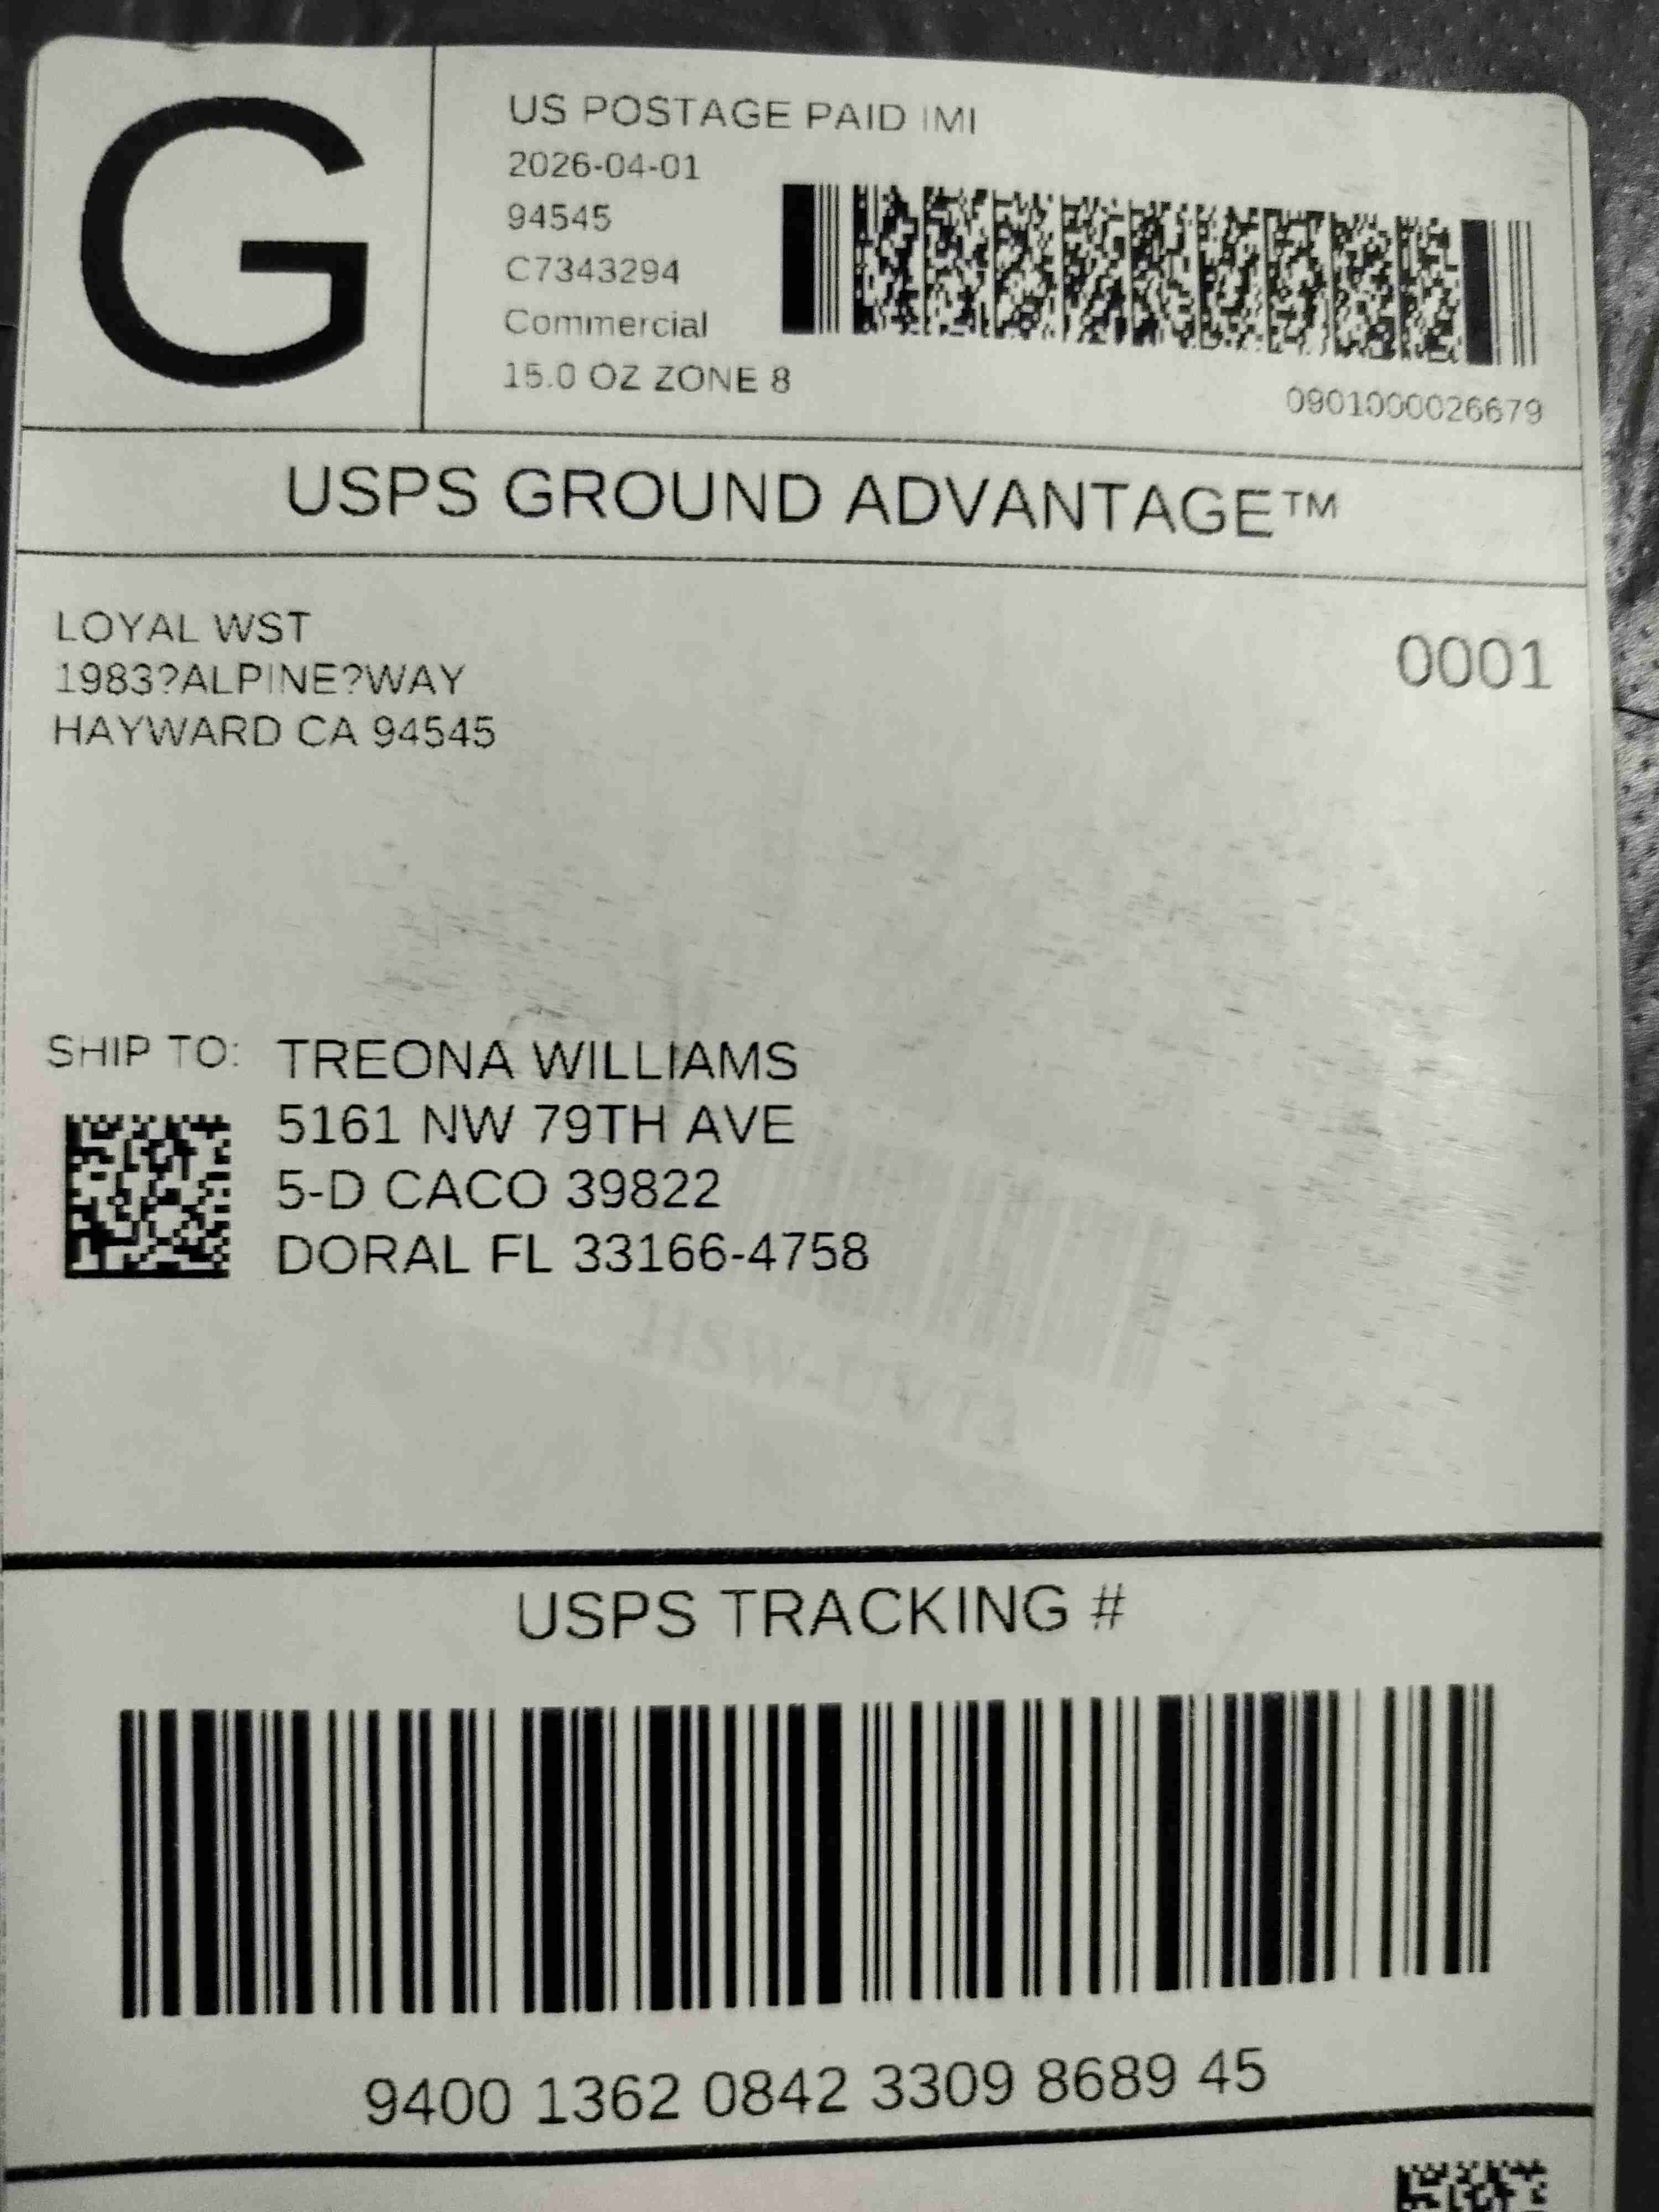 G
US POSTAGE PAID IMI
2026-04-01
94545
C7343294
Commercial
15.0 OZ ZONE 8
0901000026679
USPS GROUND ADVANTAGE™
LOYAL WST
1983?ALPINE?WAY
HAYWARD CA 94545
0001
SHIP TO:
TREONA WILLIAMS
5161 NW 79TH AVE
5-D CACO 39822
DORAL FL 33166-4758
USPS TRACKING #
9400 1362 0842 3309 8689 45